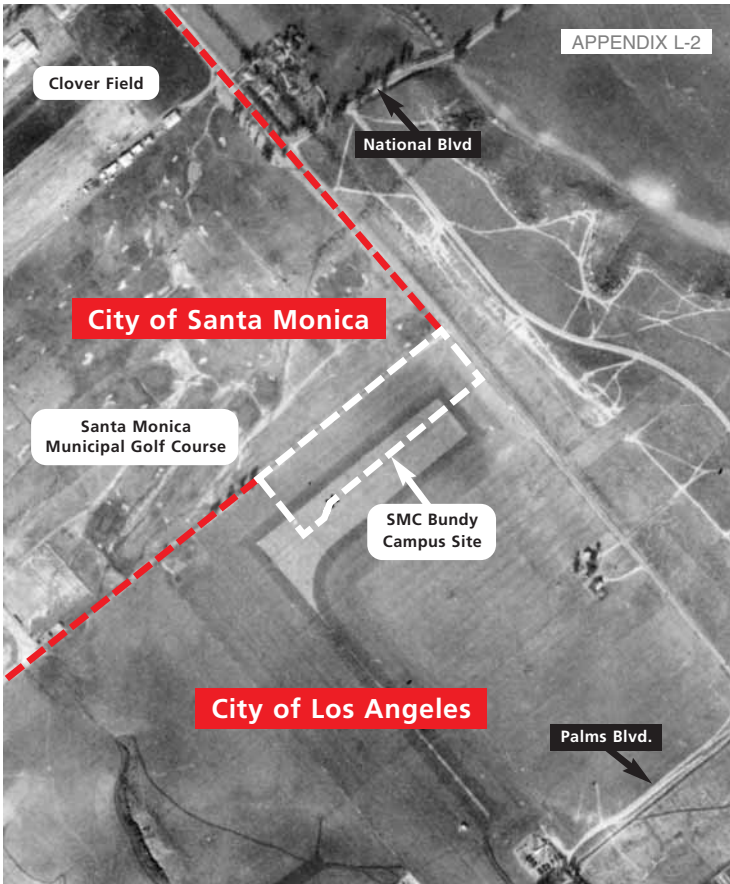 APPENDIX L-2
Clover Field
National Blvd
City of Santa Monica
Santa Monica
Municipal Golf Course
SMC Bundy
Campus Site
City of Los Angeles
Palms Blvd.